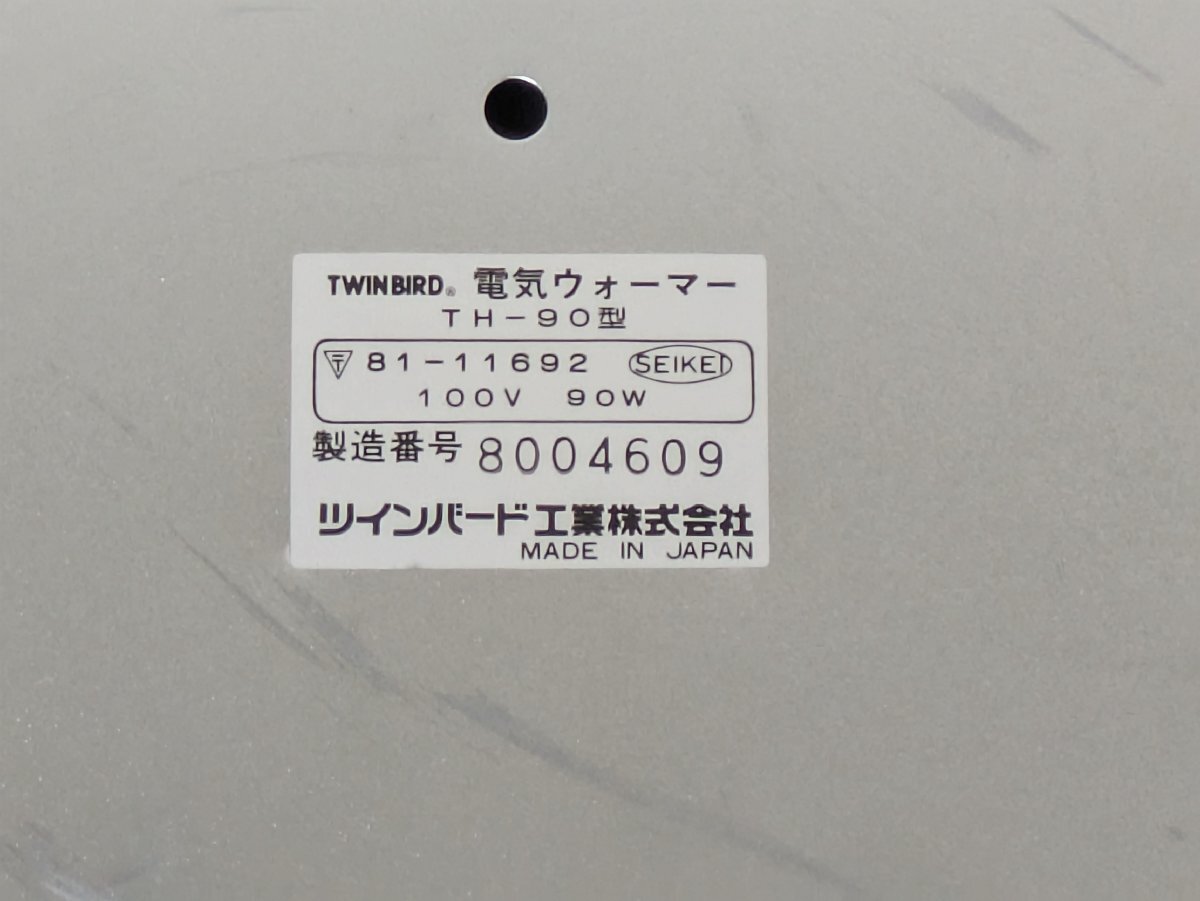 TWINBIRD® 電気ウォーマー
TH-90型
〒 81-11692 SEIKEI
100V 90W
製造番号 8004609
ツインバード工業株式会社
MADE IN JAPAN